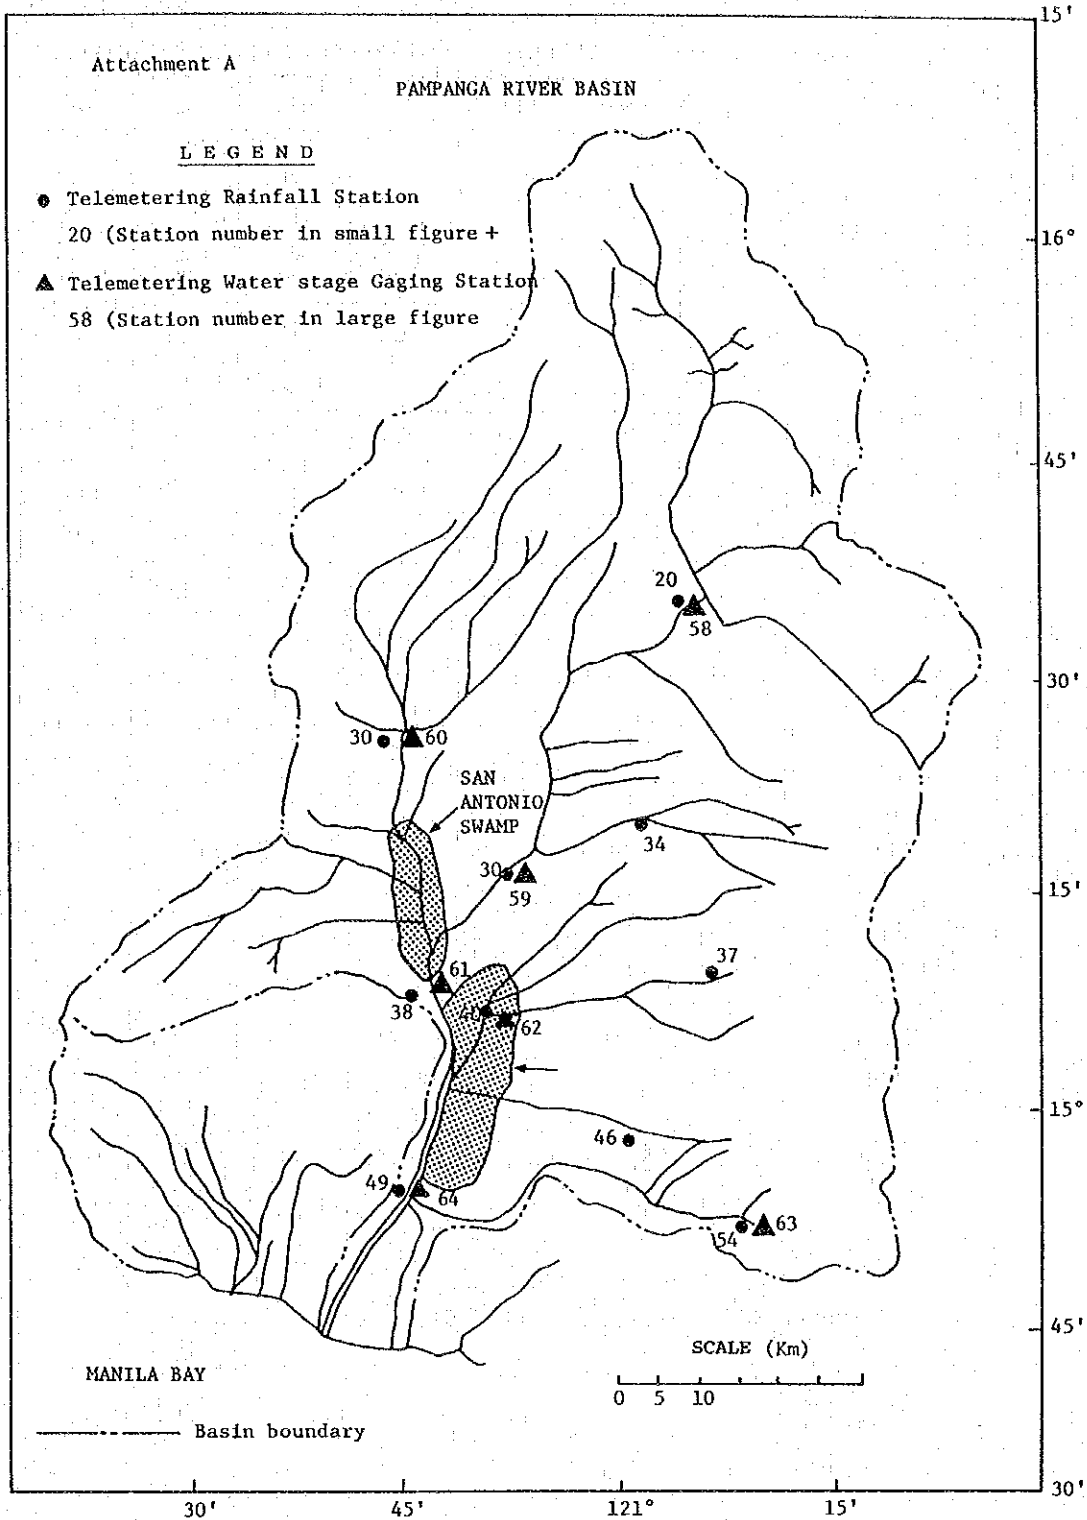 15'
Attachment A
PAMPANGA RIVER BASIN
L E G E N D
Telemetering Rainfall Station
20 (Station number in small figure +
16°
Telemetering Water stage Gaging Station
58 (Station number in large figure
45'
20
58
30'
30
60
SAN
ANTONIO
SWAMP
34
30
59
15'
37
61
38
40
62
15°
46
49
64
63
54
45'
SCALE (Km)
MANILA BAY
0 5 10
Basin boundary
30'
30' 45' 121° 15'